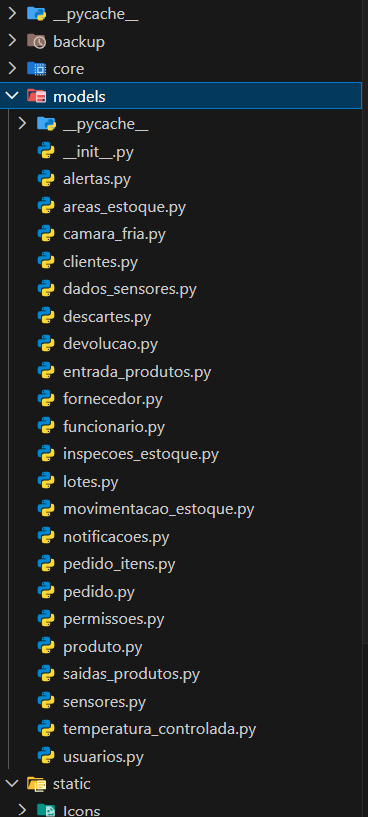 __pycache__
backup
core
models
__pycache__
__init__.py
alertas.py
areas_estoque.py
camara_fria.py
clientes.py
dados_sensores.py
descartes.py
devolucao.py
entrada_produtos.py
fornecedor.py
funcionario.py
inspecoes_estoque.py
lotes.py
movimentacao_estoque.py
notificacoes.py
pedido_itens.py
pedido.py
permissoes.py
produto.py
saidas_produtos.py
sensores.py
temperatura_controlada.py
usuarios.py
static
Icons